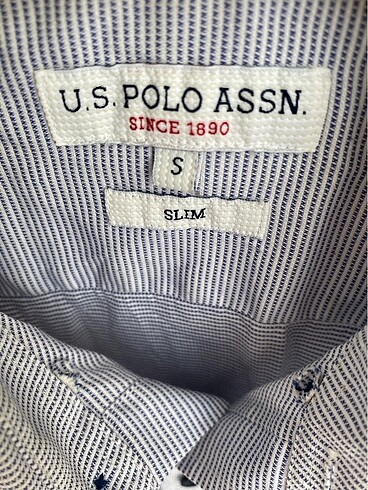 U.S. POLO ASSN.
SINCE 1890
S
SLIM